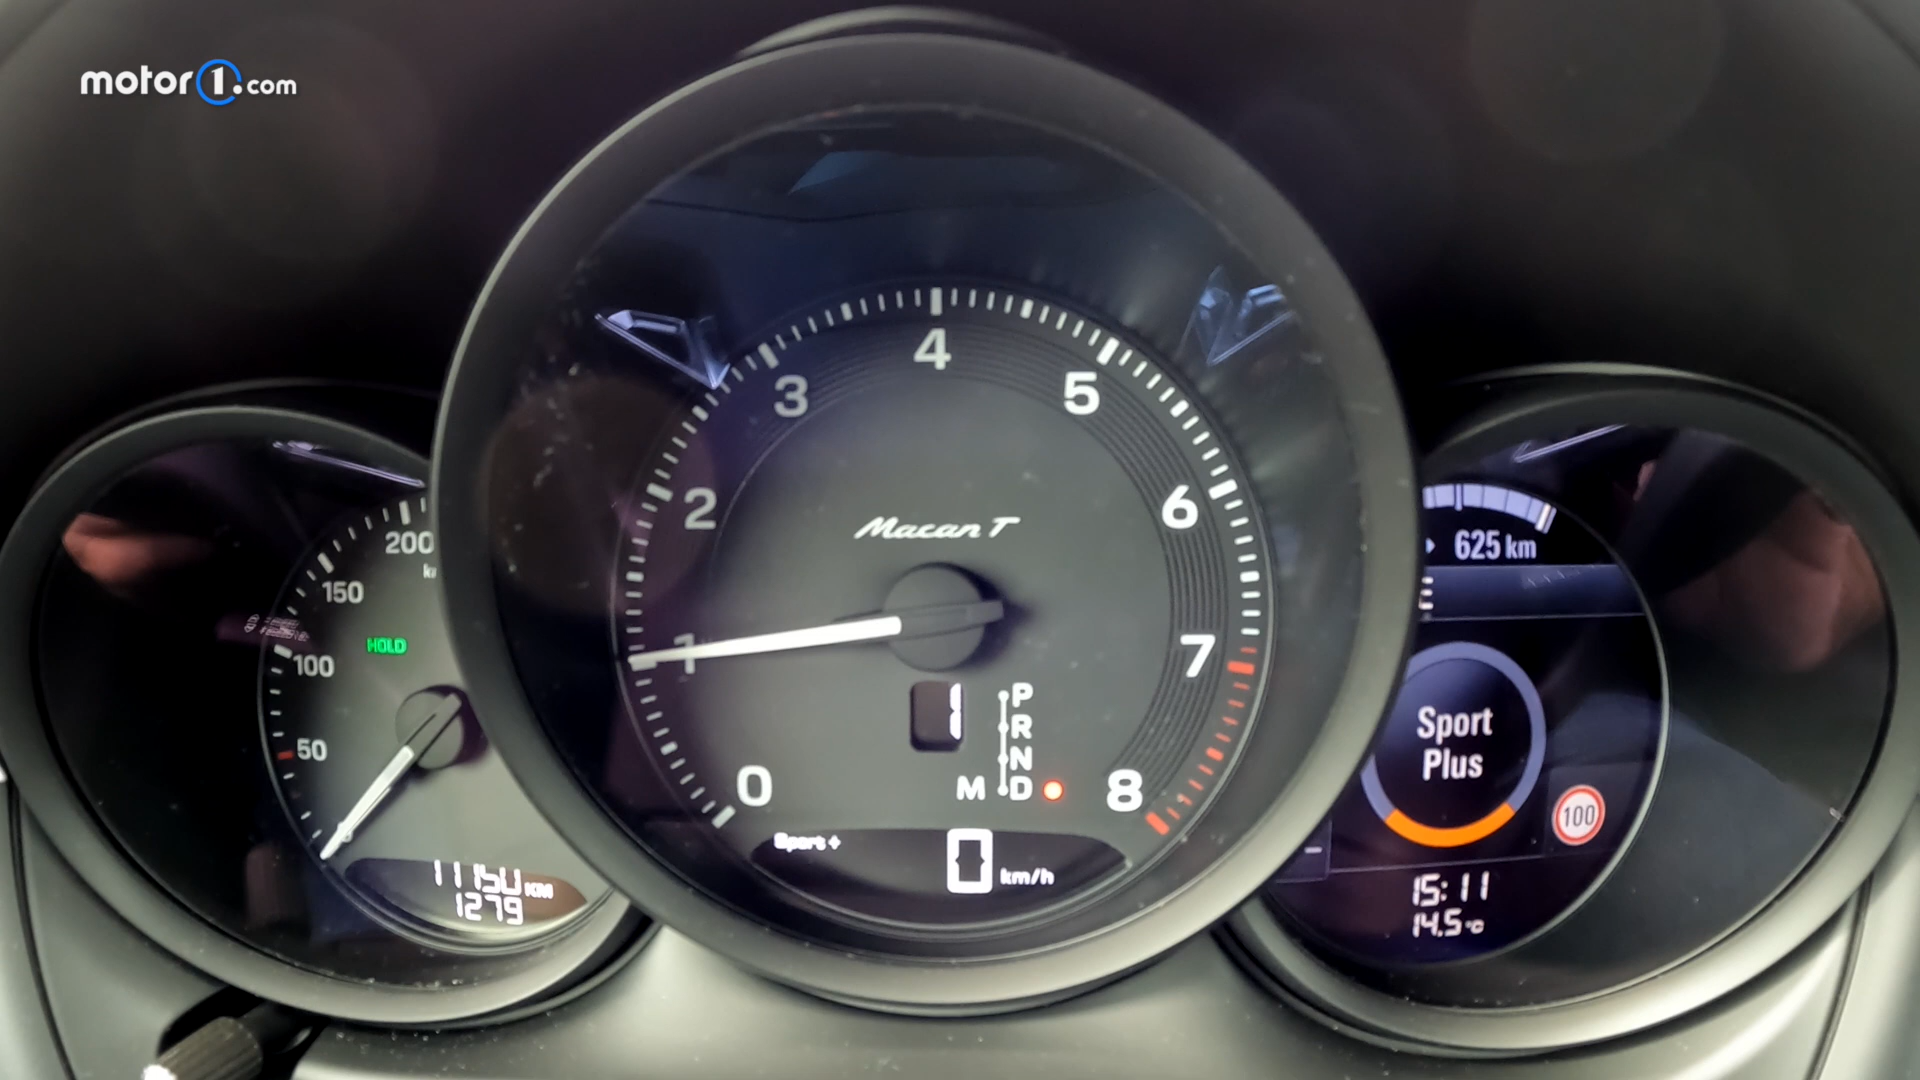 motor1.com
200
150
100
50
HOLD
11150 KM
1279
0
1
2
3
4
5
6
7
8
Macan T
1
P
R
N
M D
Sport+
0 km/h
625 km
E
Sport
Plus
100
15:11
14.5°C